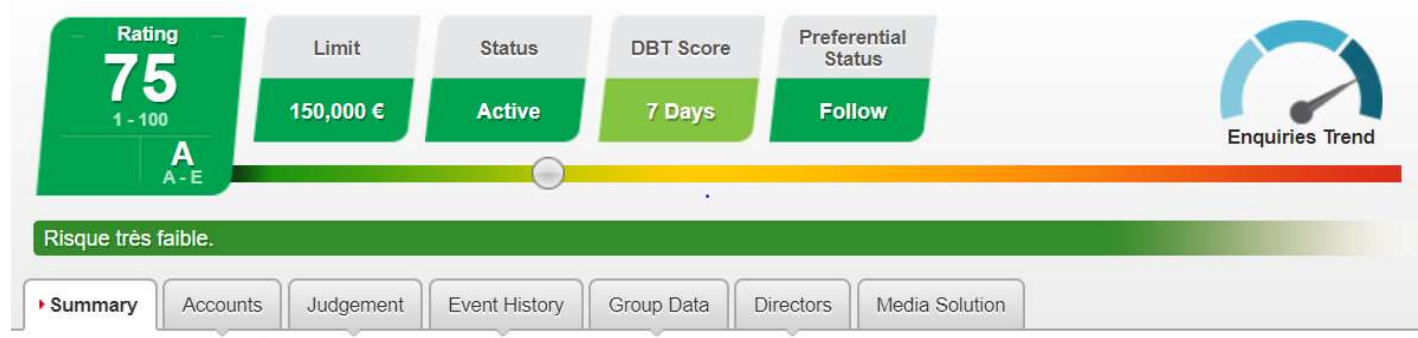 Rating
75
1 - 100
A
A - E
Limit
150,000 €
Status
Active
DBT Score
7 Days
Preferential
Status
Follow
Enquiries Trend
Risque très faible.
Summary
Accounts
Judgement
Event History
Group Data
Directors
Media Solution